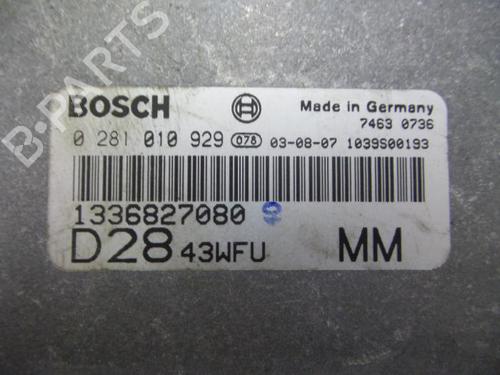 B-PARTS
BOSCH
Made in Germany
7463 0736
0 281 010 929 078 03-08-07 1039S00193
1336827080
D28 43WFU MM